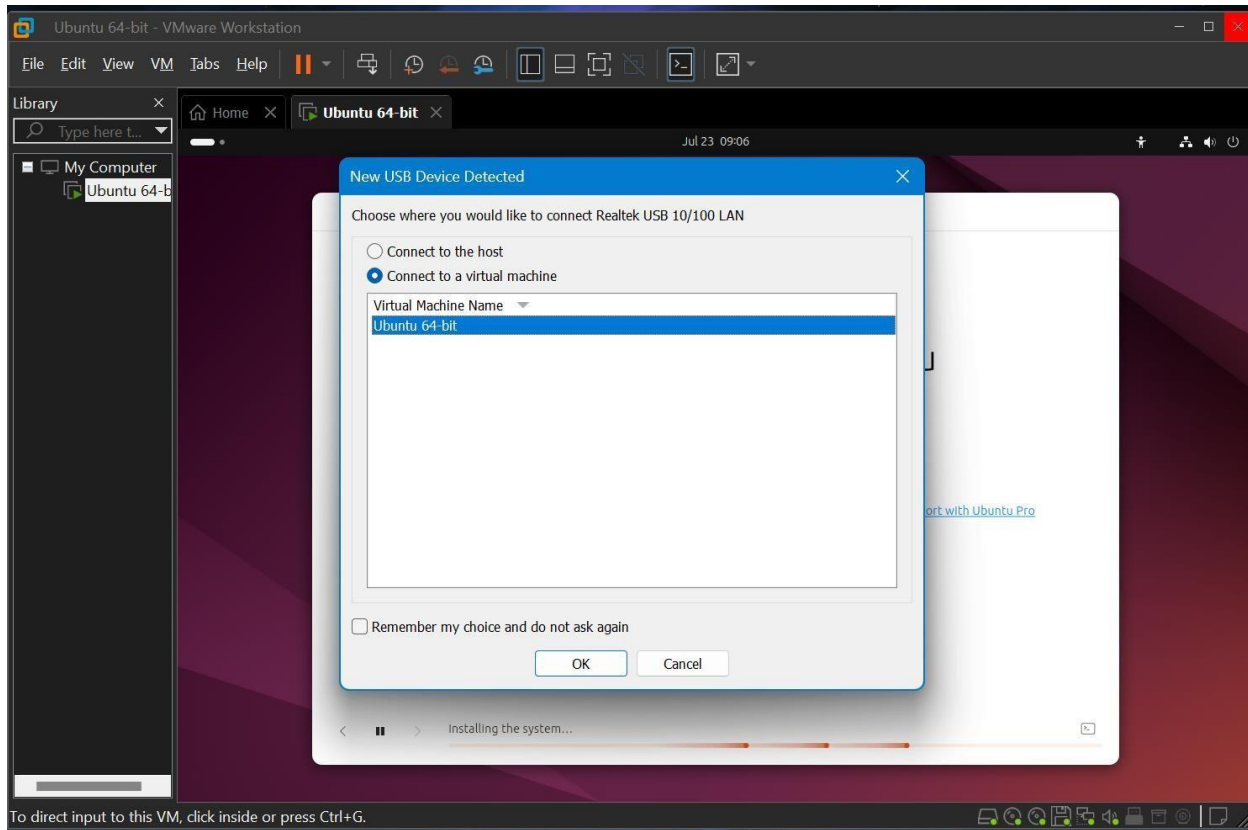 Ubuntu 64-bit - VMware Workstation
File Edit View VM Tabs Help
Library
Home
Ubuntu 64-bit
Type here t...
Jul 23 09:06
My Computer
Ubuntu 64-b
New USB Device Detected
Choose where you would like to connect Realtek USB 10/100 LAN
Connect to the host
Connect to a virtual machine
Virtual Machine Name
Ubuntu 64-bit
ort with Ubuntu Pro
Remember my choice and do not ask again
OK Cancel
Installing the system...
To direct input to this VM, click inside or press Ctrl+G.